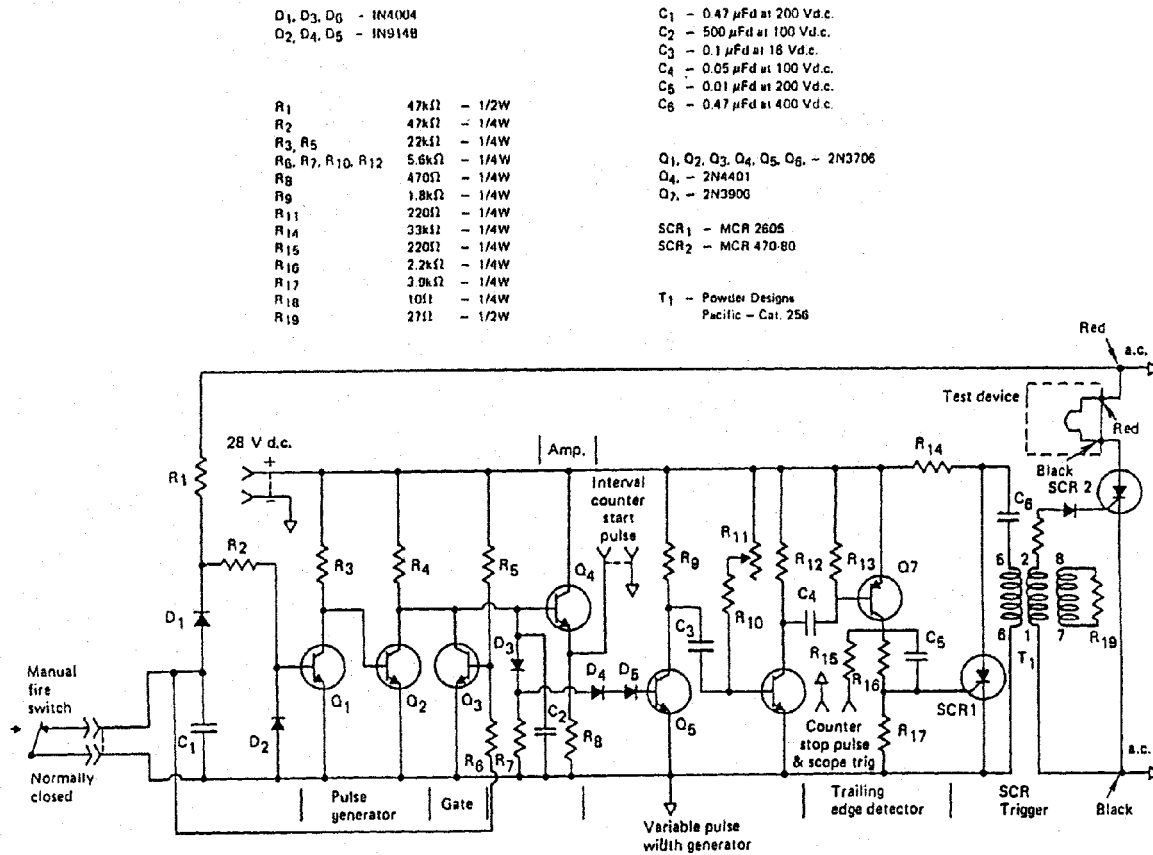 D1, D3, D6 - IN4004
D2, D4, D5 - IN914B
R1 47kΩ - 1/2W
R2 47kΩ - 1/4W
R3, R5 22kΩ - 1/4W
R6, R7, R10, R12 5.6kΩ - 1/4W
R8 470Ω - 1/4W
R9 1.8kΩ - 1/4W
R11 220Ω - 1/4W
R14 33kΩ - 1/4W
R15 220Ω - 1/4W
R16 2.2kΩ - 1/4W
R17 3.9kΩ - 1/4W
R18 10Ω - 1/4W
R19 27Ω - 1/2W
C1 - 0.47 µFd at 200 Vd.c.
C2 - 500 µFd at 100 Vd.c.
C3 - 0.1 µFd at 16 Vd.c.
C4 - 0.05 µFd at 100 Vd.c.
C5 - 0.01 µFd at 200 Vd.c.
C6 - 0.47 µFd at 400 Vd.c.
Q1, Q2, Q3, Q4, Q5, Q6, - 2N3706
Q4, - 2N4401
Q7, - 2N3906
SCR1 - MCR 2605
SCR2 - MCR 470-80
T1 - Powder Designs
Pacific - Cat. 256
Red
a.c.
Test device
Red
28 V d.c.
+
-
Amp.
R14
Black
SCR 2
R1
Interval
counter
start
pulse
C6
R2
R3
R4
R5
Q4
R9
R11
R12
R13
Q7
5 2 8
D1
C4
R10
C3
D3
R15
C5
R19
Manual
fire
switch
+
D4 D5
R16
6 1 7
T1
Q1
Q2
Q3
C2
Q5
SCR1
C1
D2
R6
R7
R8
Counter
stop pulse
& scope trig
R17
a.c.
Normally
closed
Pulse
generator
Gate
Variable pulse
width generator
Trailing
edge detector
SCR
Trigger
Black